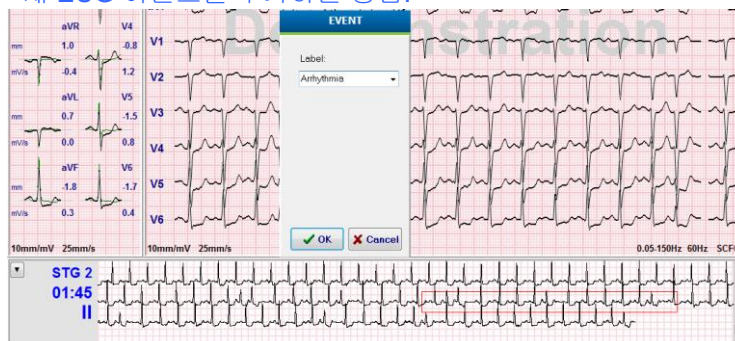 aVR V4
mm 1.0 -0.8
mV/s -0.4 1.2
aVL V5
mm 0.7 -1.5
mV/s 0.0 0.8
aVF V6
mm -1.8 -1.7
mV/s 0.3 0.4
10mm/mV 25mm/s
V1
V2
V3
V4
V5
V6
10mm/mV 25mm/s
EVENT
Label:
Arrhythmia
OK Cancel
0.05-150Hz 60Hz
STG 2
01:45
II